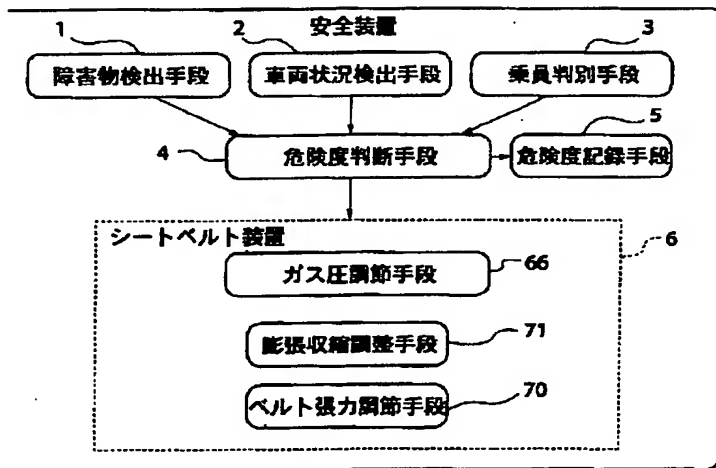 安全装置
1
2
3
障害物検出手段
車両状況検出手段
乗員判別手段
4
5
危険度判断手段
危険度記録手段
シートベルト装置
6
ガス圧調節手段
66
膨張収縮調整手段
71
ベルト張力調節手段
70